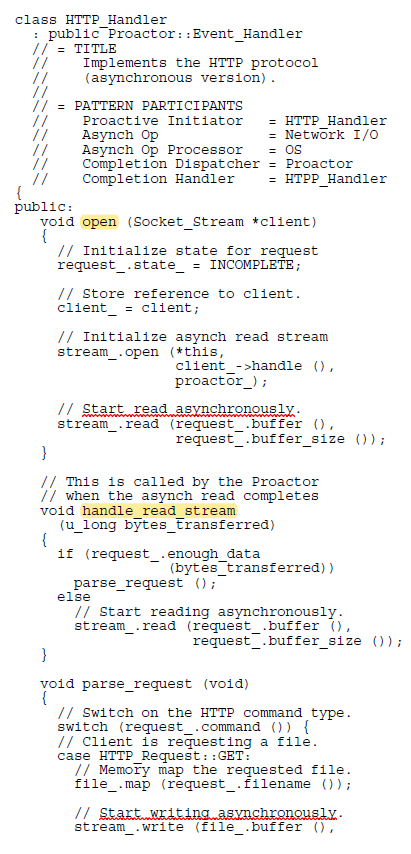 class HTTP_Handler
  : public Proactor::Event_Handler
  // = TITLE
  //    Implements the HTTP protocol
  //    (asynchronous version).
  //
  // = PATTERN PARTICIPANTS
  //    Proactive Initiator   = HTTP_Handler
  //    Asynch Op             = Network I/O
  //    Asynch Op Processor   = OS
  //    Completion Dispatcher = Proactor
  //    Completion Handler    = HTPP_Handler
{
public:
   void open (Socket_Stream *client)
   {
     // Initialize state for request
     request_.state_ = INCOMPLETE;

     // Store reference to client.
     client_ = client;

     // Initialize asynch read stream
     stream_.open (*this,
                   client_->handle (),
                   proactor_);

     // Start read asynchronously.
     stream_.read (request_.buffer (),
                   request_.buffer_size ());
   }

   // This is called by the Proactor
   // when the asynch read completes
   void handle_read_stream
     (u_long bytes_transferred)
   {
     if (request_.enough_data
                  (bytes_transferred))
       parse_request ();
     else
       // Start reading asynchronously.
       stream_.read (request_.buffer (),
                     request_.buffer_size ());
   }

   void parse_request (void)
   {
     // Switch on the HTTP command type.
     switch (request_.command ()) {
     // Client is requesting a file.
     case HTTP_Request::GET:
       // Memory map the requested file.
       file_.map (request_.filename ());

       // Start writing asynchronously.
       stream_.write (file_.buffer (),